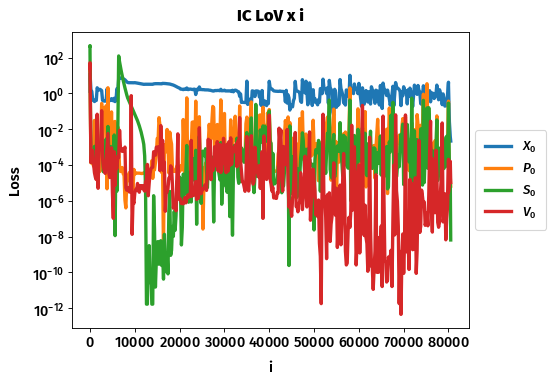 IC LoV x i
Loss
10²
10⁰
10⁻²
10⁻⁴
10⁻⁶
10⁻⁸
10⁻¹⁰
10⁻¹²
0 10000 20000 30000 40000 50000 60000 70000 80000
i
X₀
P₀
S₀
V₀